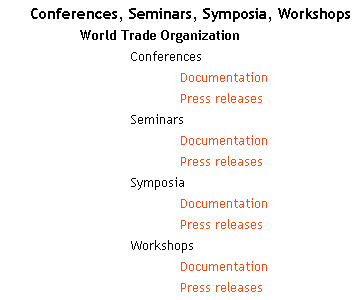 Conferences, Seminars, Symposia, Workshops
World Trade Organization
Conferences
Documentation
Press releases
Seminars
Documentation
Press releases
Symposia
Documentation
Press releases
Workshops
Documentation
Press releases